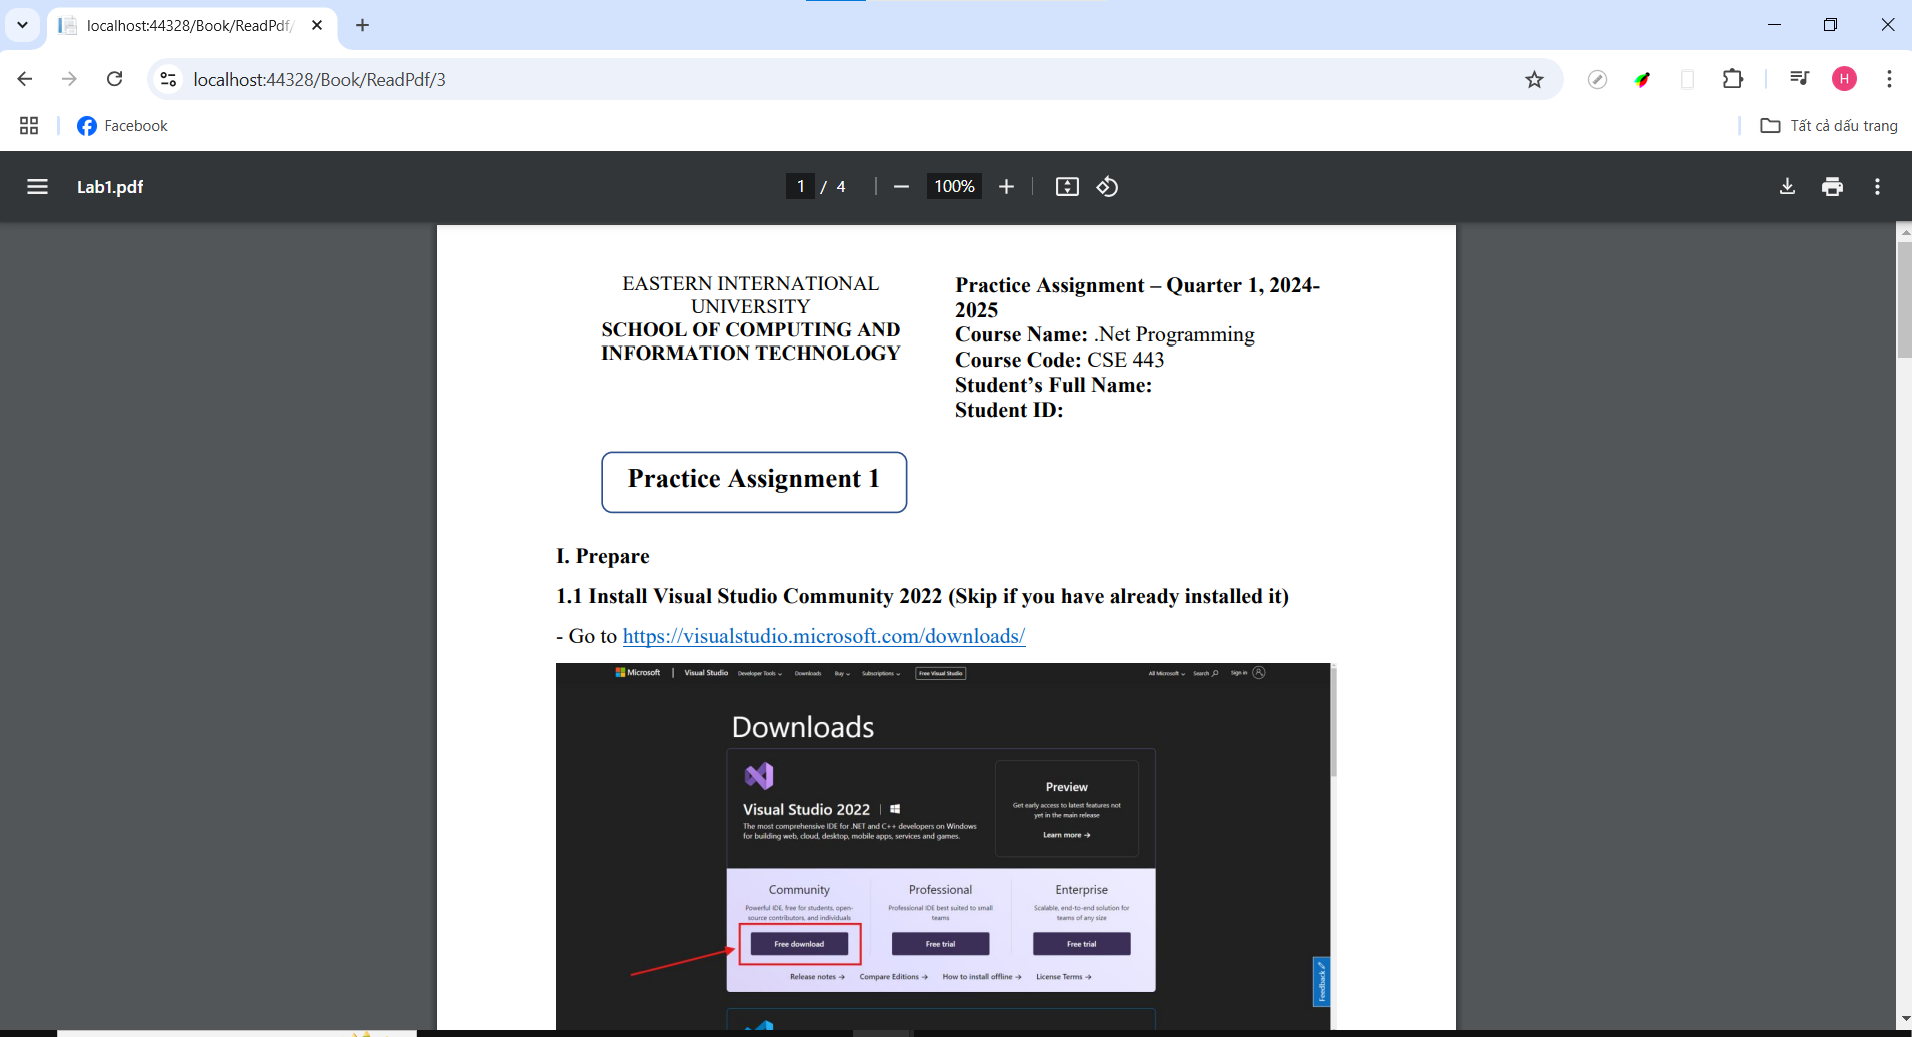 localhost:44328/Book/ReadPdf/
localhost:44328/Book/ReadPdf/3
H
Facebook
Tất cả dấu trang
Lab1.pdf
1 / 4
100%
EASTERN INTERNATIONAL
UNIVERSITY
SCHOOL OF COMPUTING AND
INFORMATION TECHNOLOGY
Practice Assignment – Quarter 1, 2024-
2025
Course Name: .Net Programming
Course Code: CSE 443
Student’s Full Name:
Student ID:
Practice Assignment 1
I. Prepare
1.1 Install Visual Studio Community 2022 (Skip if you have already installed it)
- Go to https://visualstudio.microsoft.com/downloads/
Microsoft | Visual Studio Developer Tools Downloads Buy Subscriptions Free Visual Studio All Microsoft Search Sign in
Downloads
Visual Studio 2022
The most comprehensive IDE for .NET and C++ developers on Windows
for building web, cloud, desktop, mobile apps, services and games.
Preview
Get early access to latest features not
yet in the main release
Learn more →
Community
Powerful IDE, free for students, open-
source contributors, and individuals
Free download
Professional
Professional IDE best suited to small
teams
Free trial
Enterprise
Scalable, end-to-end solution for
teams of any size
Free trial
Release notes → Compare Editions → How to install offline → License Terms →
Feedback